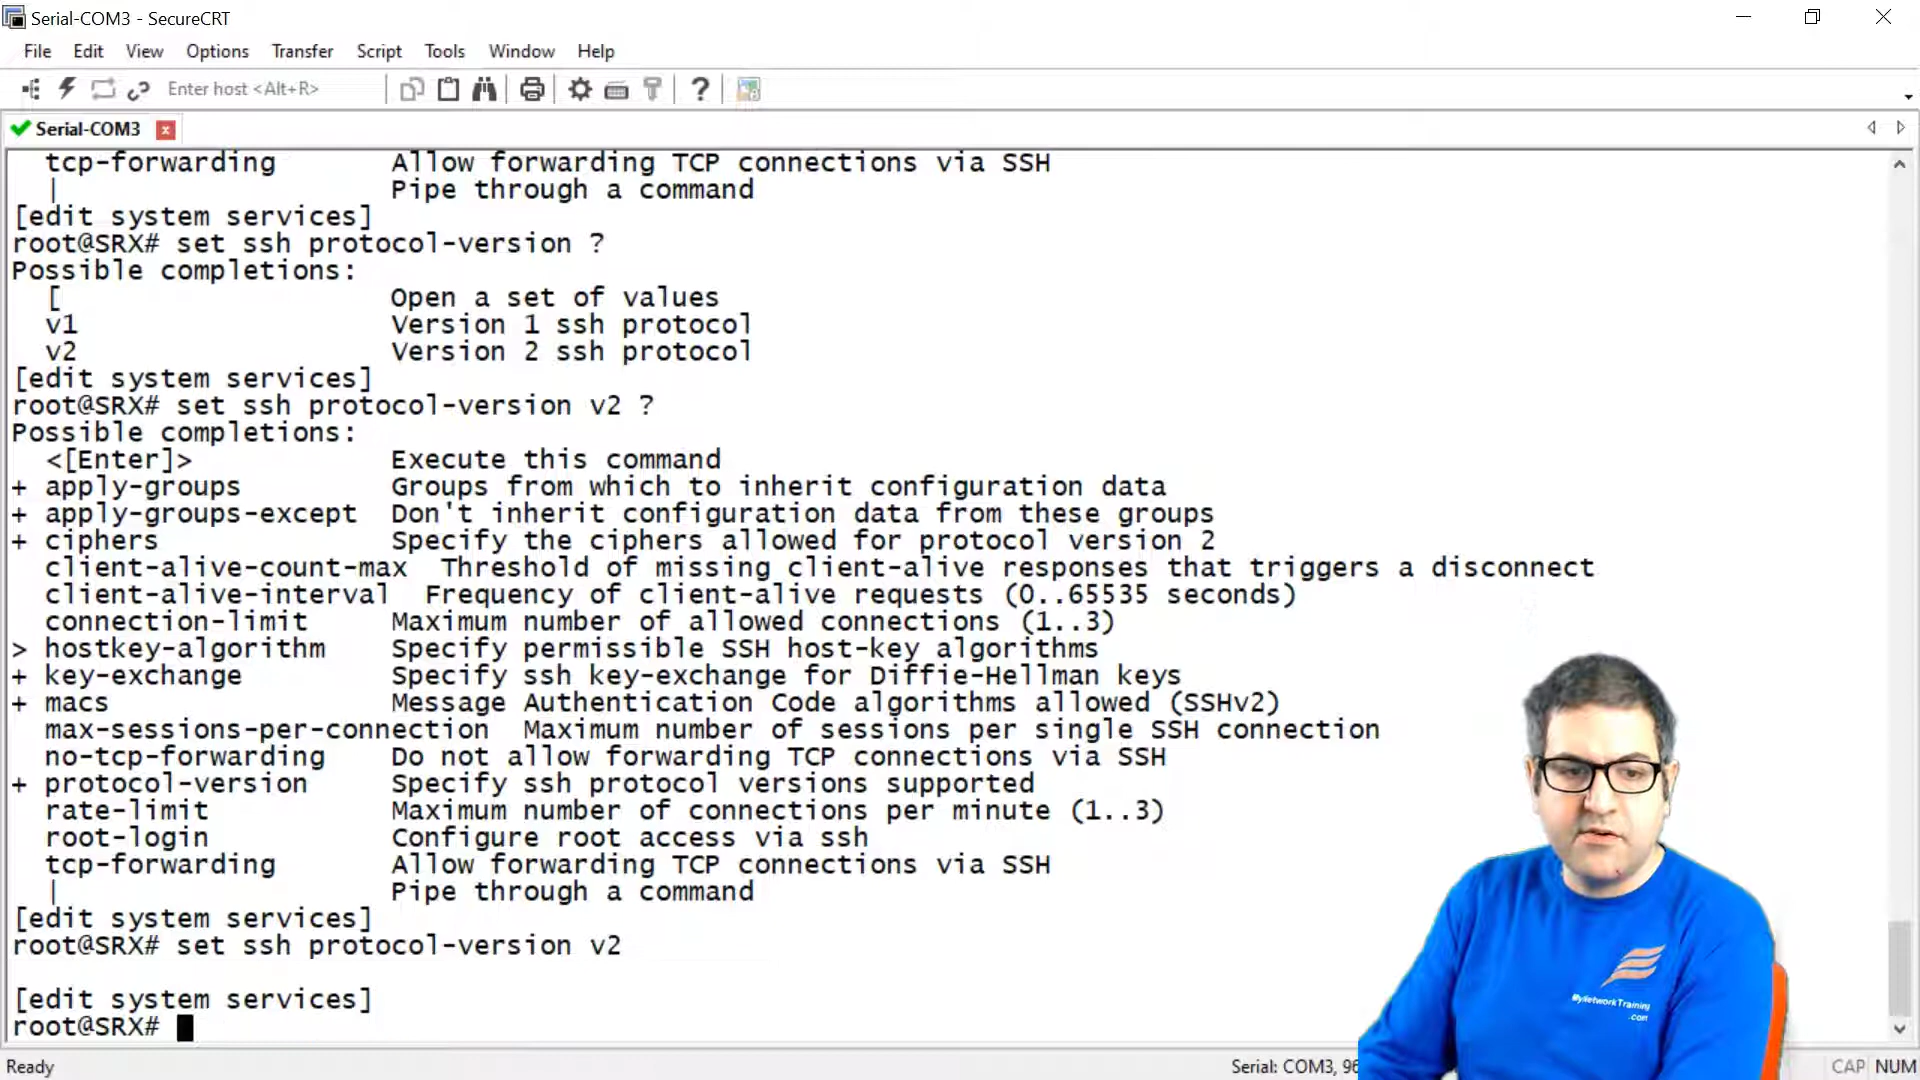 Serial-COM3 - SecureCRT
File Edit View Options Transfer Script Tools Window Help
Enter host <Alt+R>
Serial-COM3
tcp-forwarding Allow forwarding TCP connections via SSH
| Pipe through a command
[edit system services]
root@SRX# set ssh protocol-version ?
Possible completions:
[ Open a set of values
v1 Version 1 ssh protocol
v2 Version 2 ssh protocol
[edit system services]
root@SRX# set ssh protocol-version v2 ?
Possible completions:
<[Enter]> Execute this command
+ apply-groups Groups from which to inherit configuration data
+ apply-groups-except Don't inherit configuration data from these groups
+ ciphers Specify the ciphers allowed for protocol version 2
client-alive-count-max Threshold of missing client-alive responses that triggers a disconnect
client-alive-interval Frequency of client-alive requests (0..65535 seconds)
connection-limit Maximum number of allowed connections (1..3)
> hostkey-algorithm Specify permissible SSH host-key algorithms
+ key-exchange Specify ssh key-exchange for Diffie-Hellman keys
+ macs Message Authentication Code algorithms allowed (SSHv2)
max-sessions-per-connection Maximum number of sessions per single SSH connection
no-tcp-forwarding Do not allow forwarding TCP connections via SSH
+ protocol-version Specify ssh protocol versions supported
rate-limit Maximum number of connections per minute (1..3)
root-login Configure root access via ssh
tcp-forwarding Allow forwarding TCP connections via SSH
| Pipe through a command
[edit system services]
root@SRX# set ssh protocol-version v2
[edit system services]
root@SRX#
MyNetworkTraining
.com
Ready Serial: COM3, 96 CAP NUM